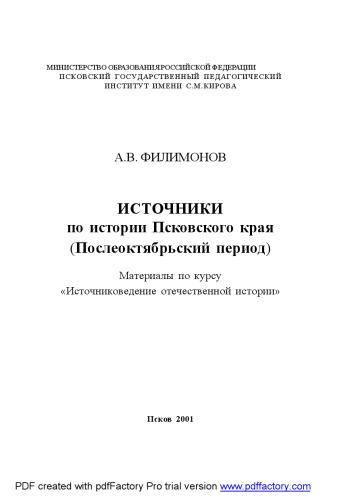 МИНИСТЕРСТВО ОБРАЗОВАНИЯ РОССИЙСКОЙ ФЕДЕРАЦИИ
ПСКОВСКИЙ ГОСУДАРСТВЕННЫЙ ПЕДАГОГИЧЕСКИЙ
ИНСТИТУТ ИМЕНИ С.М.КИРОВА
А.В. ФИЛИМОНОВ
ИСТОЧНИКИ
по истории Псковского края
(Послеоктябрьский период)
Материалы по курсу
«Источниковедение отечественной истории»
Псков 2001
PDF created with pdfFactory Pro trial version www.pdffactory.com